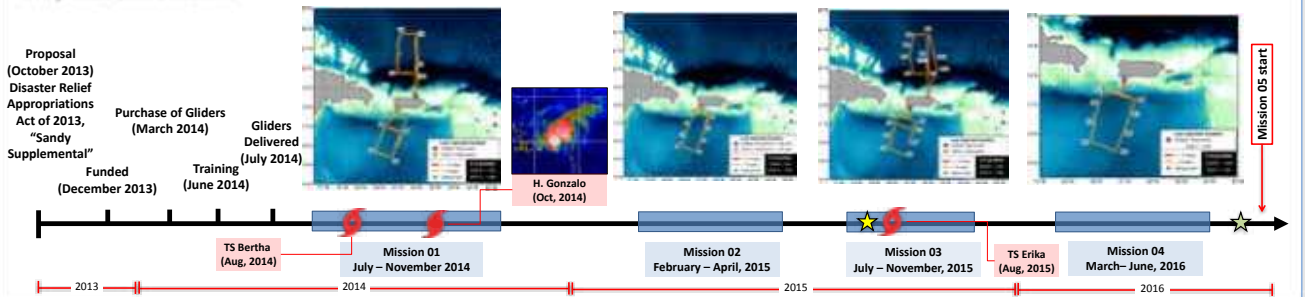 Proposal
(October 2013)
Disaster Relief
Appropriations
Act of 2013,
“Sandy
Supplemental”
Funded
(December 2013)
Purchase of Gliders
(March 2014)
Training
(June 2014)
Gliders
Delivered
(July 2014)
H. Gonzalo
(Oct, 2014)
Mission 05 start
TS Bertha
(Aug, 2014)
Mission 01
July – November 2014
Mission 02
February – April, 2015
Mission 03
July – November, 2015
TS Erika
(Aug, 2015)
Mission 04
March– June, 2016
2013
2014
2015
2016